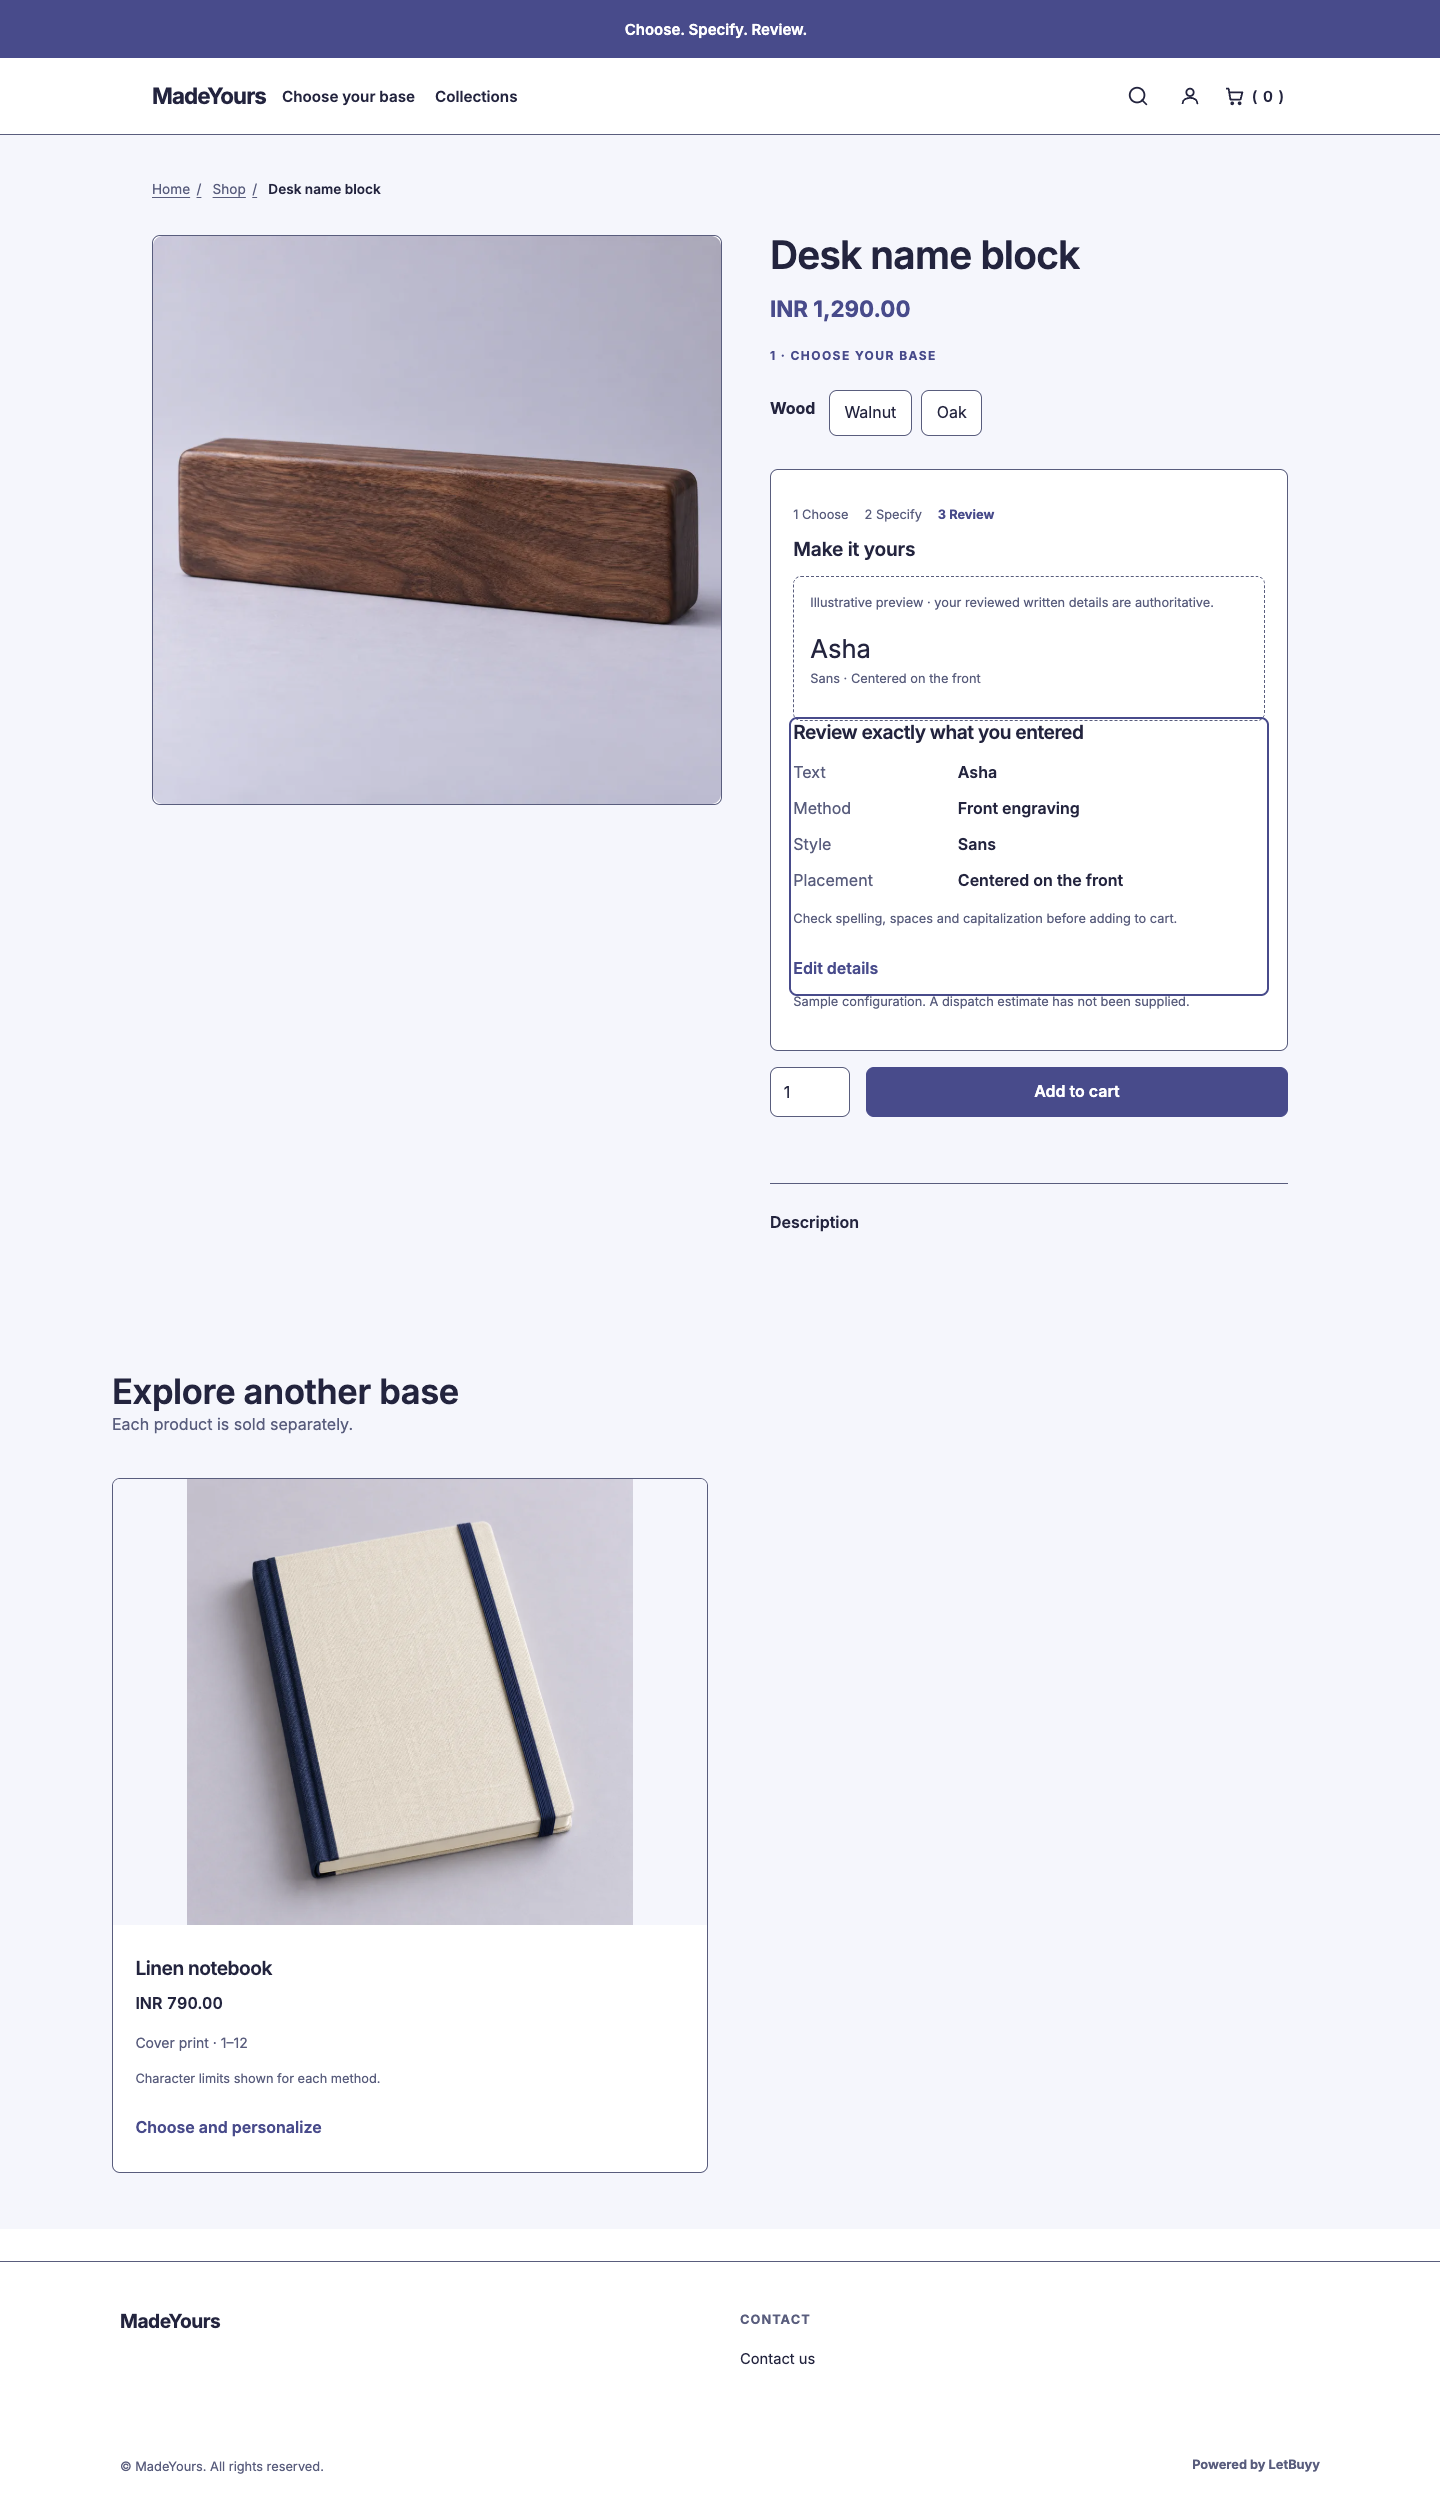 Choose. Specify. Review.
MadeYours Choose your base Collections ( 0 )
Home / Shop / Desk name block
Desk name block
INR 1,290.00
1 · CHOOSE YOUR BASE
Wood Walnut Oak
1 Choose 2 Specify 3 Review
Make it yours
Illustrative preview · your reviewed written details are authoritative.
Asha
Sans · Centered on the front
Review exactly what you entered
Text Asha
Method Front engraving
Style Sans
Placement Centered on the front
Check spelling, spaces and capitalization before adding to cart.
Edit details
Sample configuration. A dispatch estimate has not been supplied.
1 Add to cart
Description
Explore another base
Each product is sold separately.
Linen notebook
INR 790.00
Cover print · 1–12
Character limits shown for each method.
Choose and personalize
MadeYours CONTACT
Contact us
© MadeYours. All rights reserved. Powered by LetBuyy